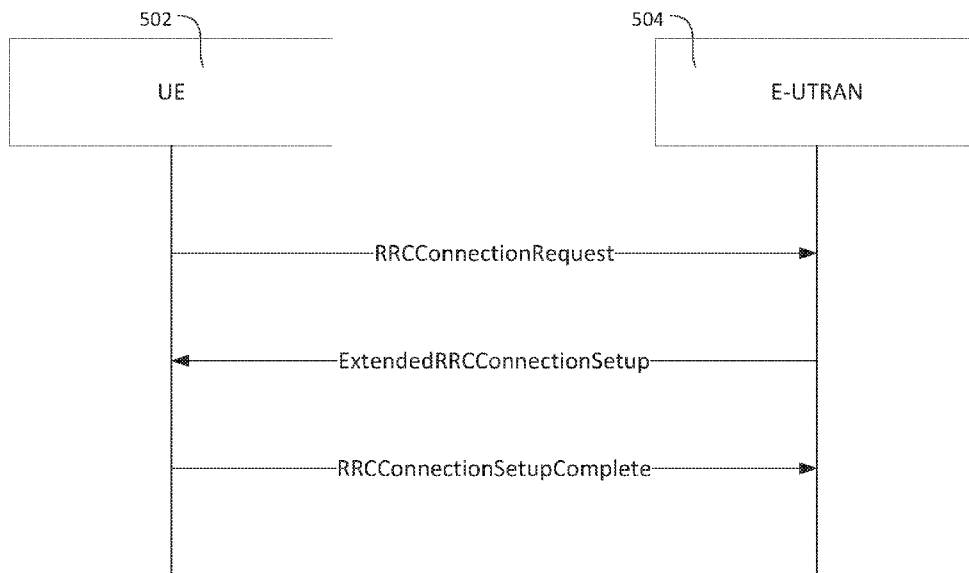 502
504
UE
E-UTRAN
RRCConnectionRequest
ExtendedRRCConnectionSetup
RRCConnectionSetupComplete